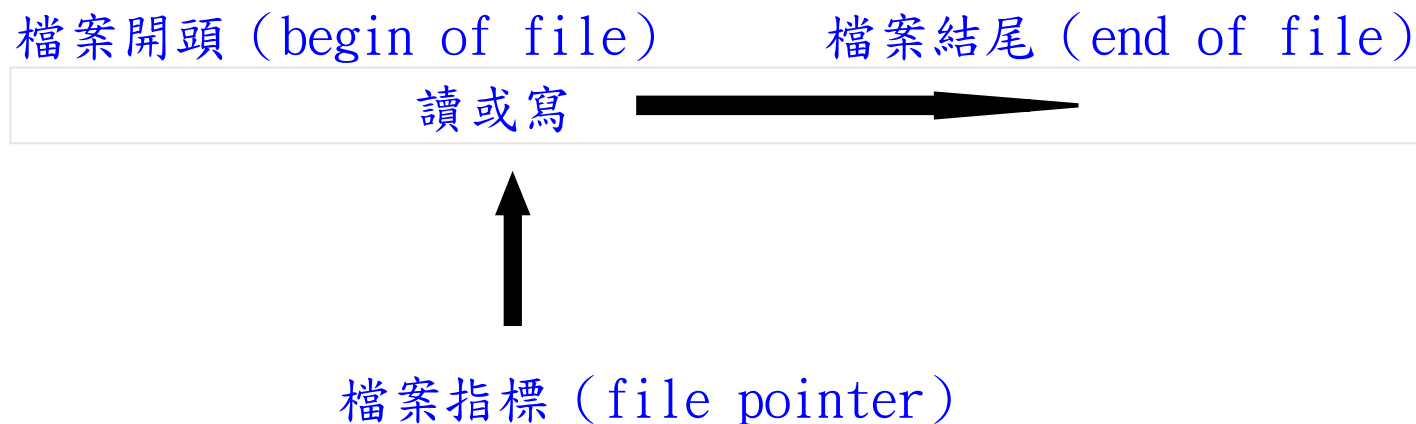 檔案開頤（begin of file） 檔案結尾（end of file）
讀或寫
檔案指標（file pointer）